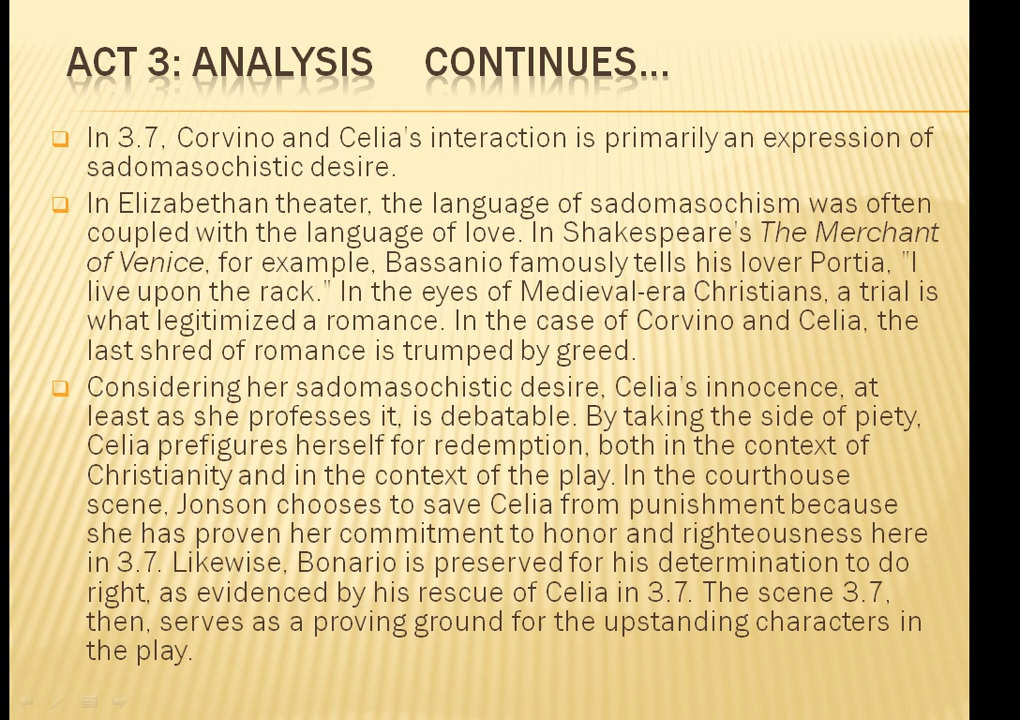 ACT 3: ANALYSIS CONTINUES...
In 3.7, Corvino and Celia's interaction is primarily an expression of
sadomasochistic desire.
In Elizabethan theater, the language of sadomasochism was often
coupled with the language of love. In Shakespeare's The Merchant
of Venice, for example, Bassanio famously tells his lover Portia, "I
live upon the rack." In the eyes of Medieval-era Christians, a trial is
what legitimized a romance. In the case of Corvino and Celia, the
last shred of romance is trumped by greed.
Considering her sadomasochistic desire, Celia's innocence, at
least as she professes it, is debatable. By taking the side of piety,
Celia prefigures herself for redemption, both in the context of
Christianity and in the context of the play. In the courthouse
scene, Jonson chooses to save Celia from punishment because
she has proven her commitment to honor and righteousness here
in 3.7. Likewise, Bonario is preserved for his determination to do
right, as evidenced by his rescue of Celia in 3.7. The scene 3.7,
then, serves as a proving ground for the upstanding characters in
the play.